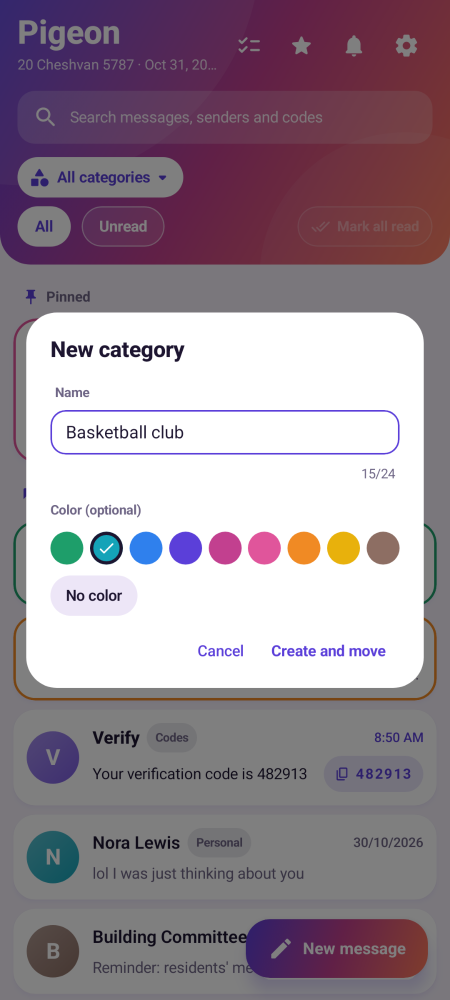 Pigeon
20 Cheshvan 5787 · Oct 31, 20…
Search messages, senders and codes
All categories
All
Unread
Mark all read
Pinned
New category
Name
Basketball club
15/24
Color (optional)
No color
Cancel
Create and move
V
Verify
Codes
8:50 AM
Your verification code is 482913
482913
N
Nora Lewis
Personal
30/10/2026
lol I was just thinking about you
B
Building Committee
Reminder: residents'
New message